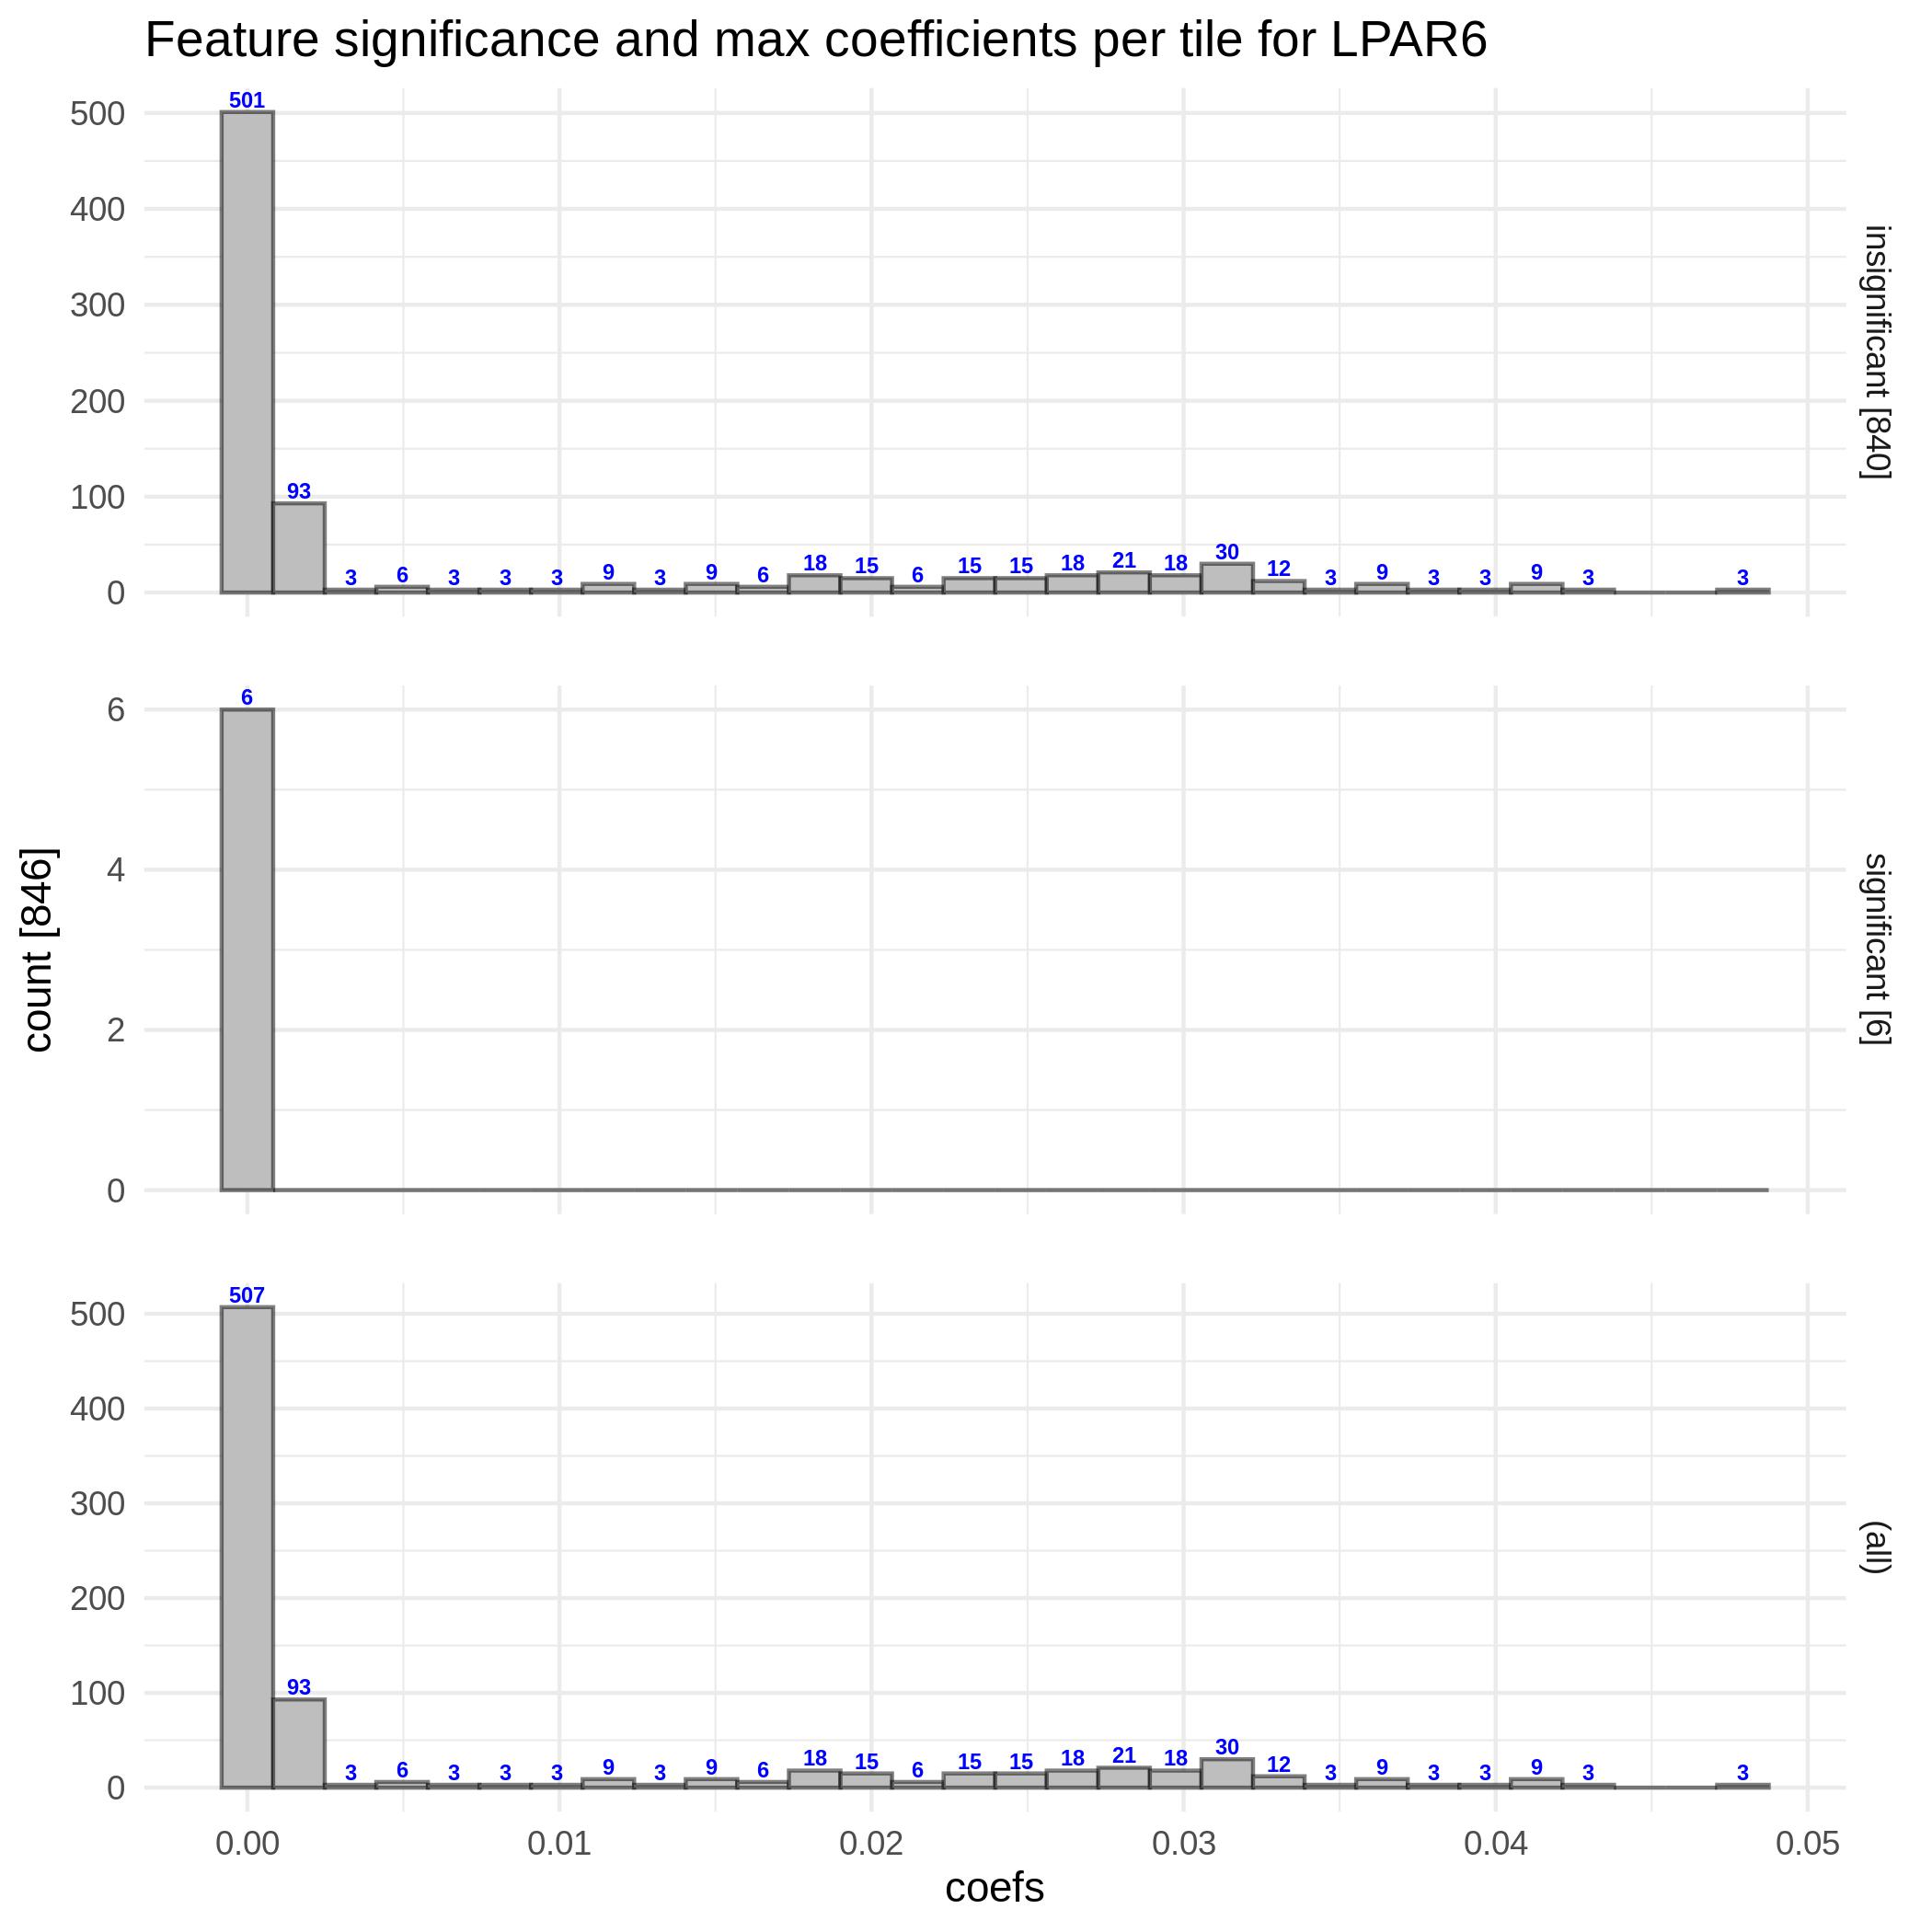 Feature significance and max coefficients per tile for LPAR6
501
500
400
300
200
100
0
93
3 6 3 3 3 9 3 9 6 18 15 6 15 15 18 21 18 30 12 3 9 3 3 9 3 3
insignificant [840]
6
6
4
2
0
significant [6]
count [846]
507
500
400
300
200
100
0
93
3 6 3 3 3 9 3 9 6 18 15 6 15 15 18 21 18 30 12 3 9 3 3 9 3 3
(all)
0.00 0.01 0.02 0.03 0.04 0.05
coefs